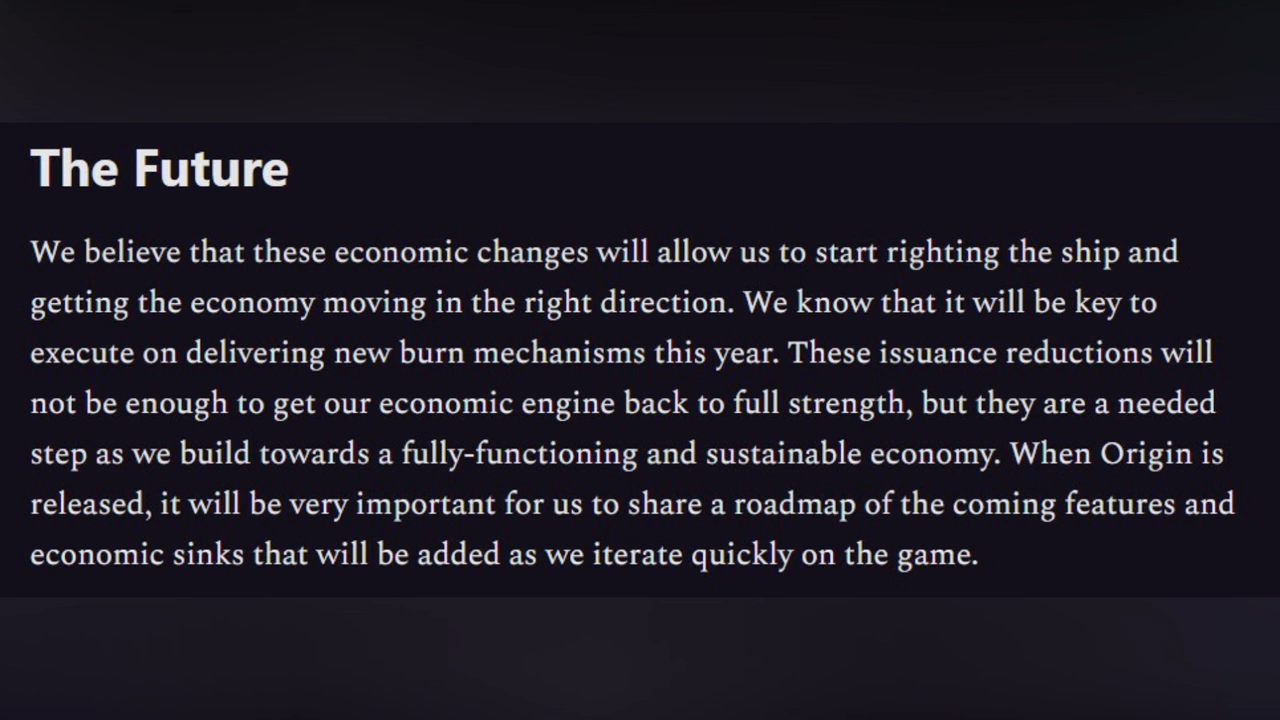 The Future
We believe that these economic changes will allow us to start righting the ship and
getting the economy moving in the right direction. We know that it will be key to
execute on delivering new burn mechanisms this year. These issuance reductions will
not be enough to get our economic engine back to full strength, but they are a needed
step as we build towards a fully-functioning and sustainable economy. When Origin is
released, it will be very important for us to share a roadmap of the coming features and
economic sinks that will be added as we iterate quickly on the game.